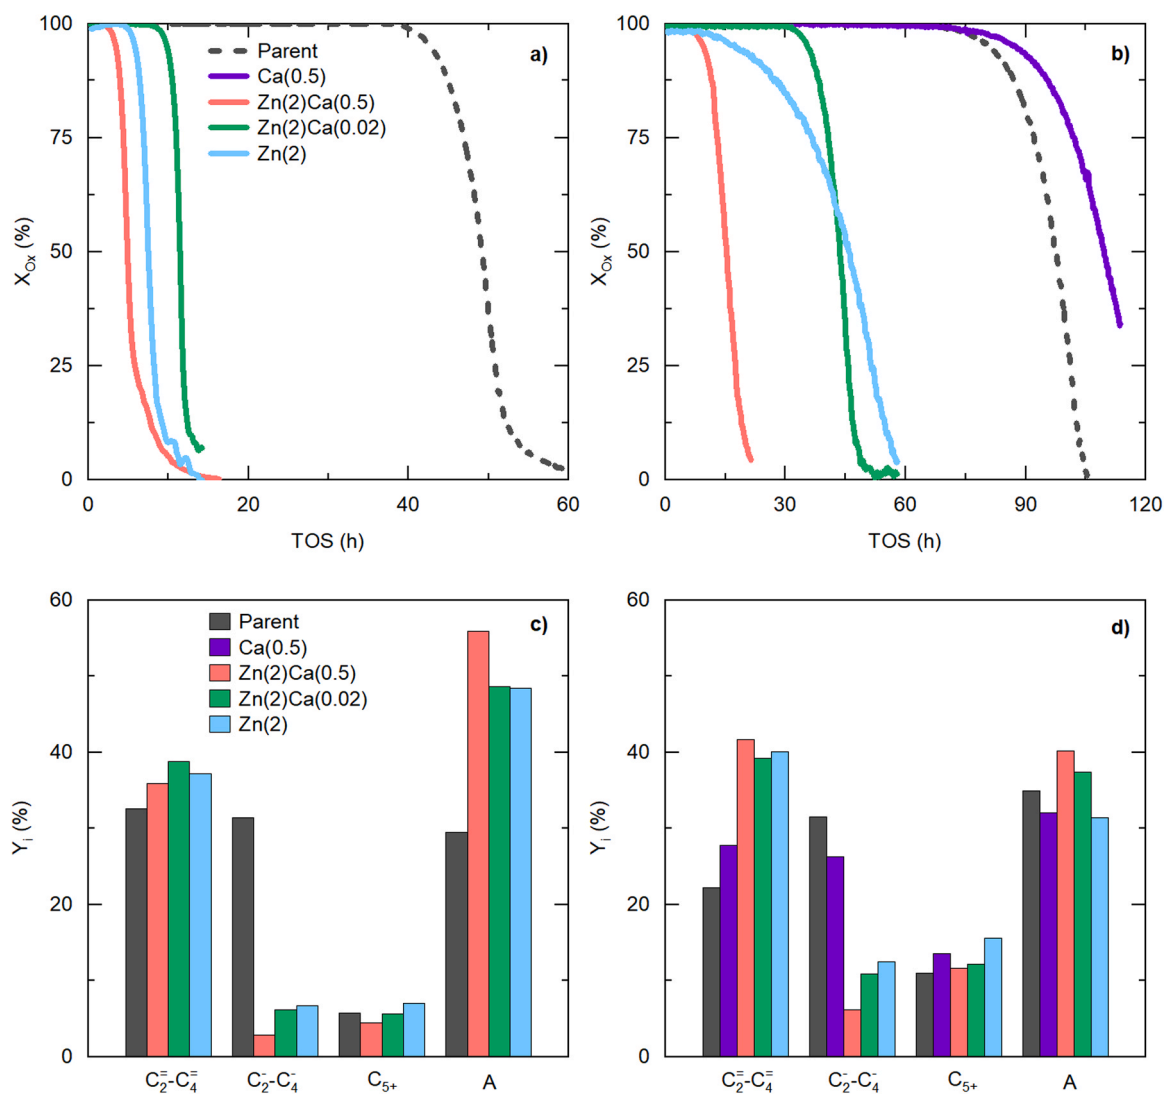 100
75
50
25
0
X_Ox (%)
0 20 40 60
TOS (h)
a)
Parent
Ca(0.5)
Zn(2)Ca(0.5)
Zn(2)Ca(0.02)
Zn(2)
100
75
50
25
0
X_Ox (%)
0 30 60 90 120
TOS (h)
b)
60
40
20
0
Y_i (%)
c)
Parent
Ca(0.5)
Zn(2)Ca(0.5)
Zn(2)Ca(0.02)
Zn(2)
C₂⁼-C₄⁼ C₂⁻-C₄⁻ C₅₊ A
60
40
20
0
Y_i (%)
d)
C₂⁼-C₄⁼ C₂⁻-C₄⁻ C₅₊ A